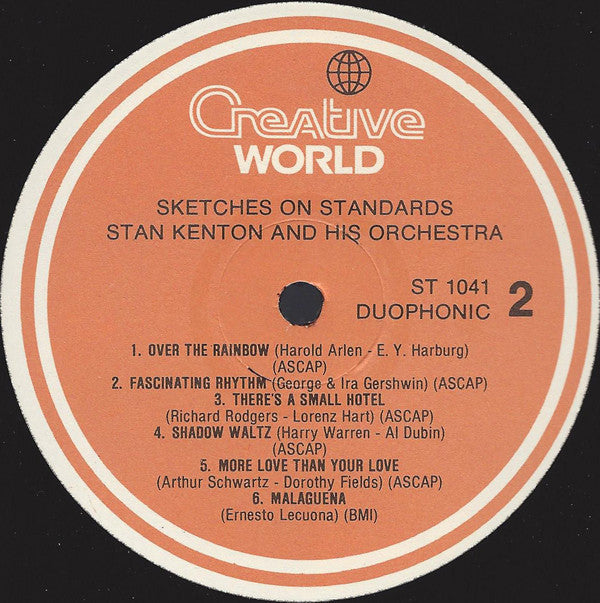 Creative
WORLD
SKETCHES ON STANDARDS
STAN KENTON AND HIS ORCHESTRA
ST 1041
DUOPHONIC 2
1. OVER THE RAINBOW (Harold Arlen - E. Y. Harburg)
(ASCAP)
2. FASCINATING RHYTHM (George & Ira Gershwin) (ASCAP)
3. THERE'S A SMALL HOTEL
(Richard Rodgers - Lorenz Hart) (ASCAP)
4. SHADOW WALTZ (Harry Warren - Al Dubin)
(ASCAP)
5. MORE LOVE THAN YOUR LOVE
(Arthur Schwartz - Dorothy Fields) (ASCAP)
6. MALAGUENA
(Ernesto Lecuona) (BMI)